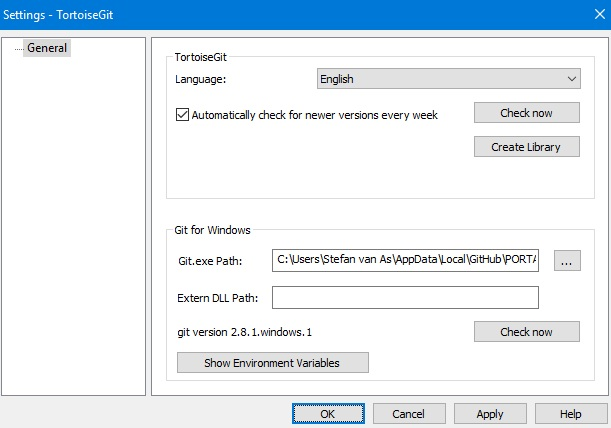 Settings - TortoiseGit
General
TortoiseGit
Language:
English
Automatically check for newer versions every week
Check now
Create Library
Git for Windows
Git.exe Path:
C:\Users\Stefan van As\AppData\Local\GitHub\PORTA
...
Extern DLL Path:
git version 2.8.1.windows.1
Check now
Show Environment Variables
OK
Cancel
Apply
Help